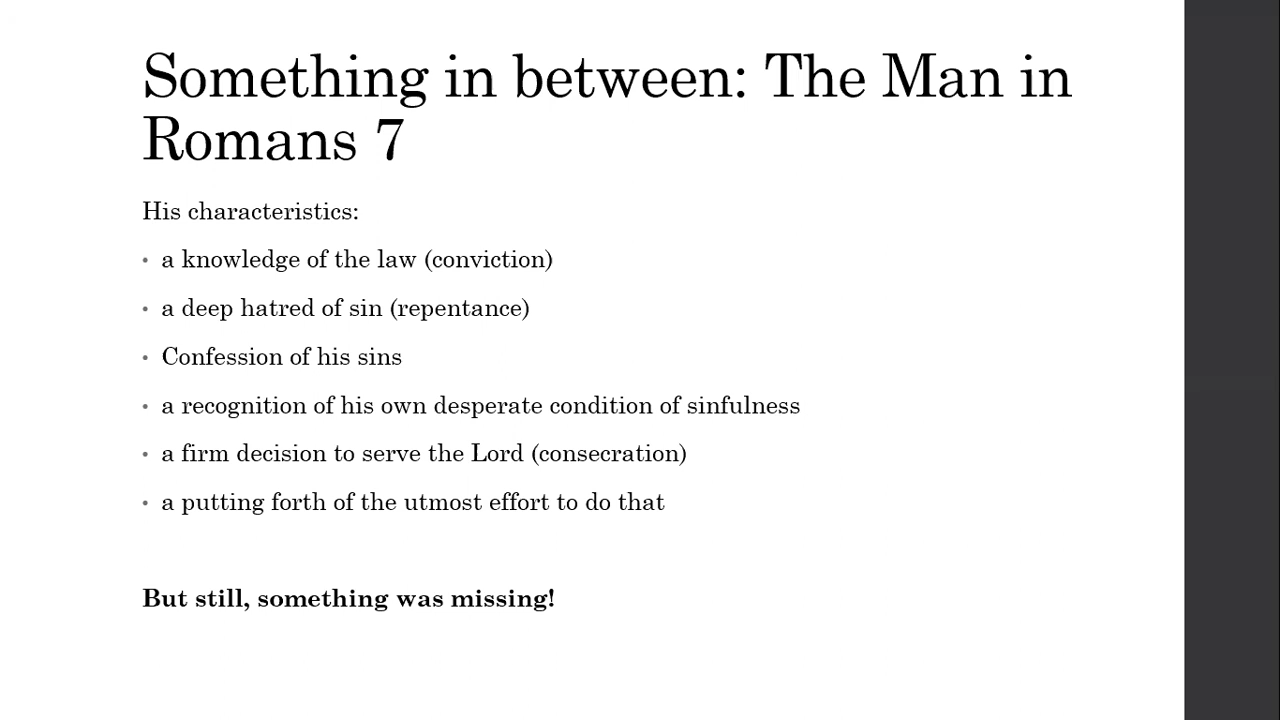 Something in between: The Man in
Romans 7
His characteristics:
• a knowledge of the law (conviction)
• a deep hatred of sin (repentance)
• Confession of his sins
• a recognition of his own desperate condition of sinfulness
• a firm decision to serve the Lord (consecration)
• a putting forth of the utmost effort to do that
But still, something was missing!